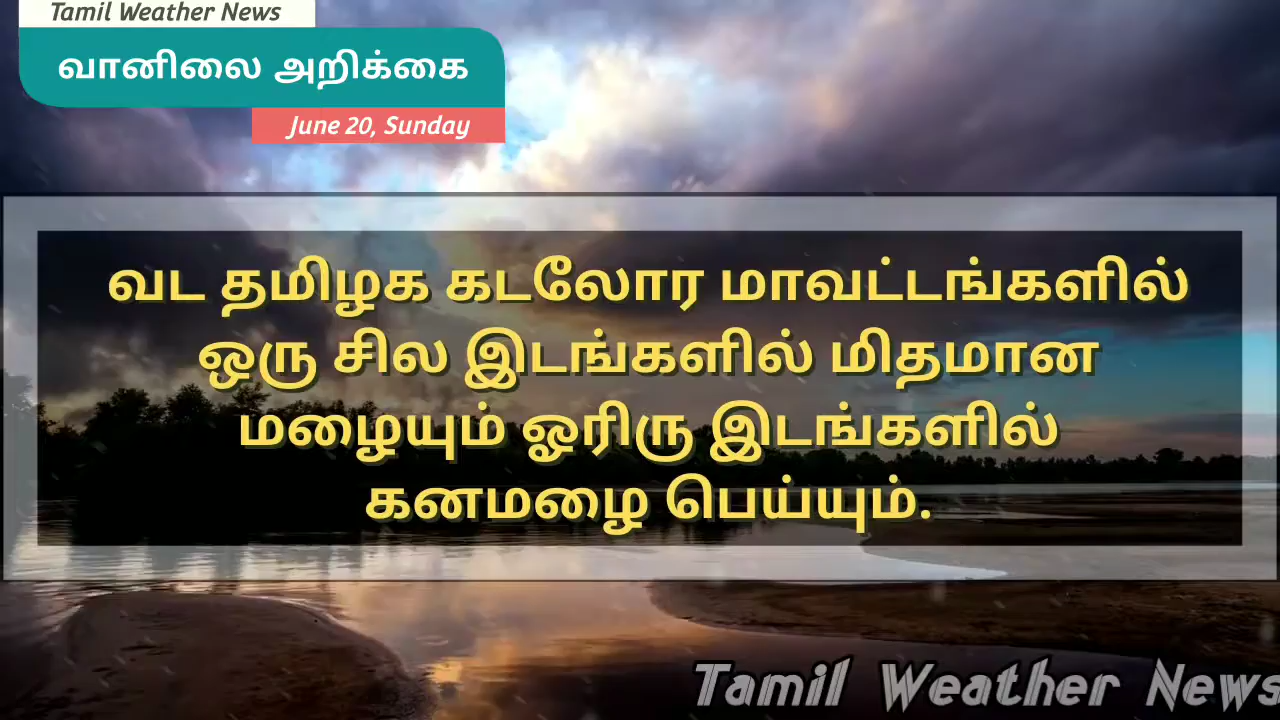 Tamil Weather News
வானிலை அறிக்கை
June 20, Sunday
வட தமிழக கடலோர மாவட்டங்களில்
ஒரு சில இடங்களில் மிதமான
மழையும் ஓரிரு இடங்களில்
கனமழை பெய்யும்.
Tamil Weather News